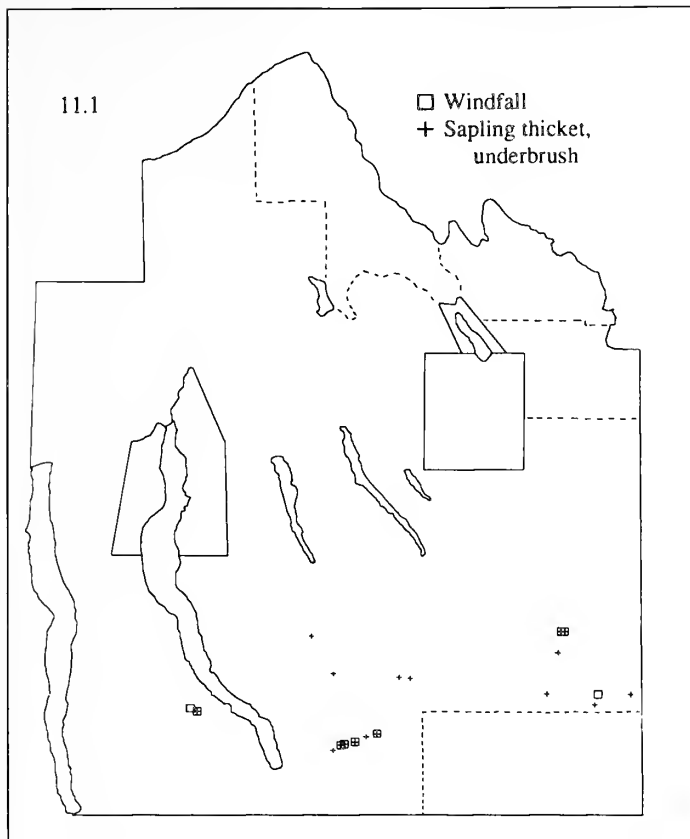 11.1
□ Windfall
+ Sapling thicket,
underbrush